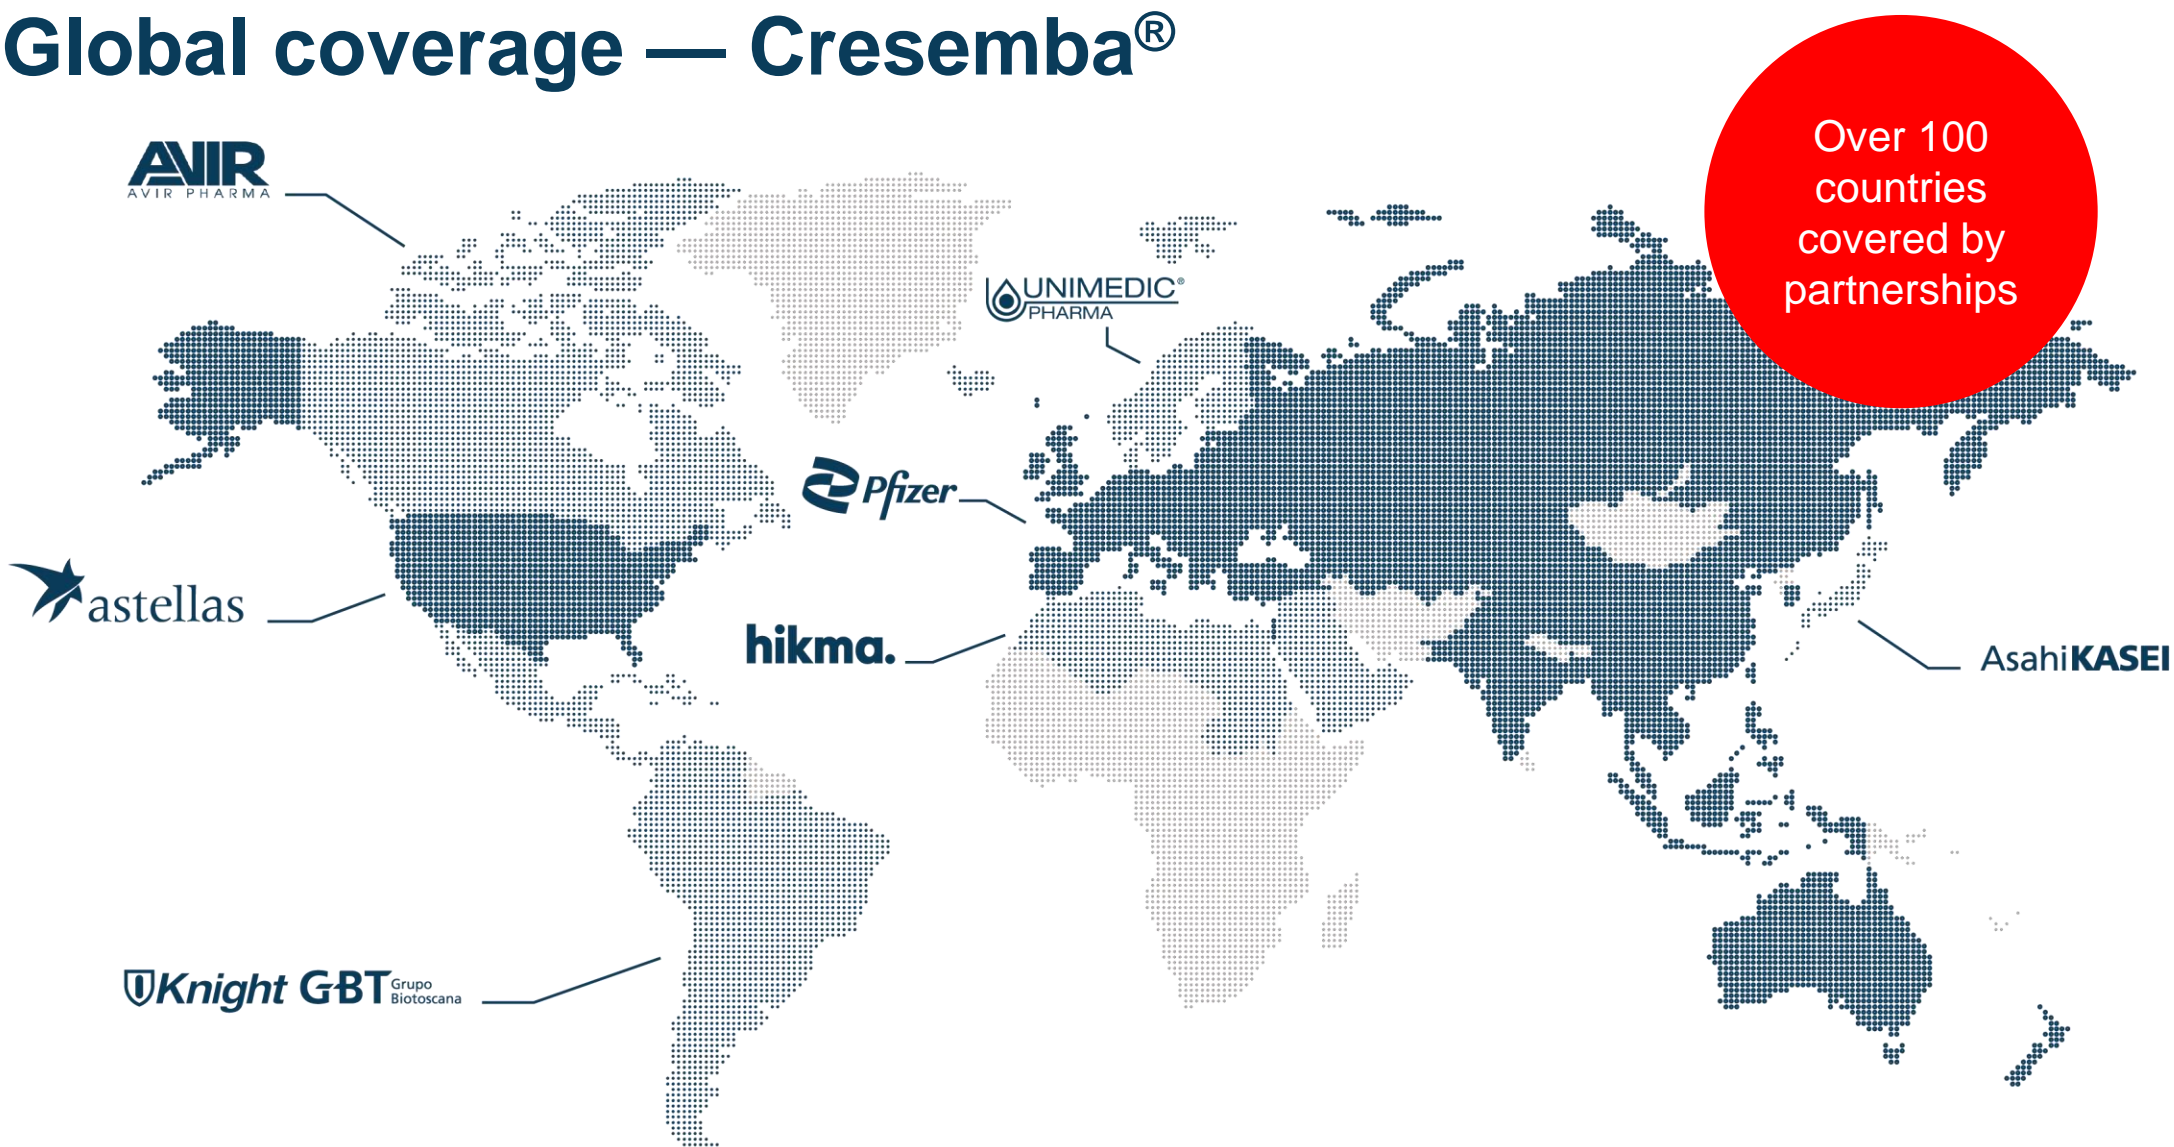 Global coverage — Cresemba®
Over 100
countries
covered by
partnerships
AVIR
AVIR PHARMA
UNIMEDIC®
PHARMA
Pfizer
astellas
hikma.
AsahiKASEI
Knight GBT Grupo
Biotoscana